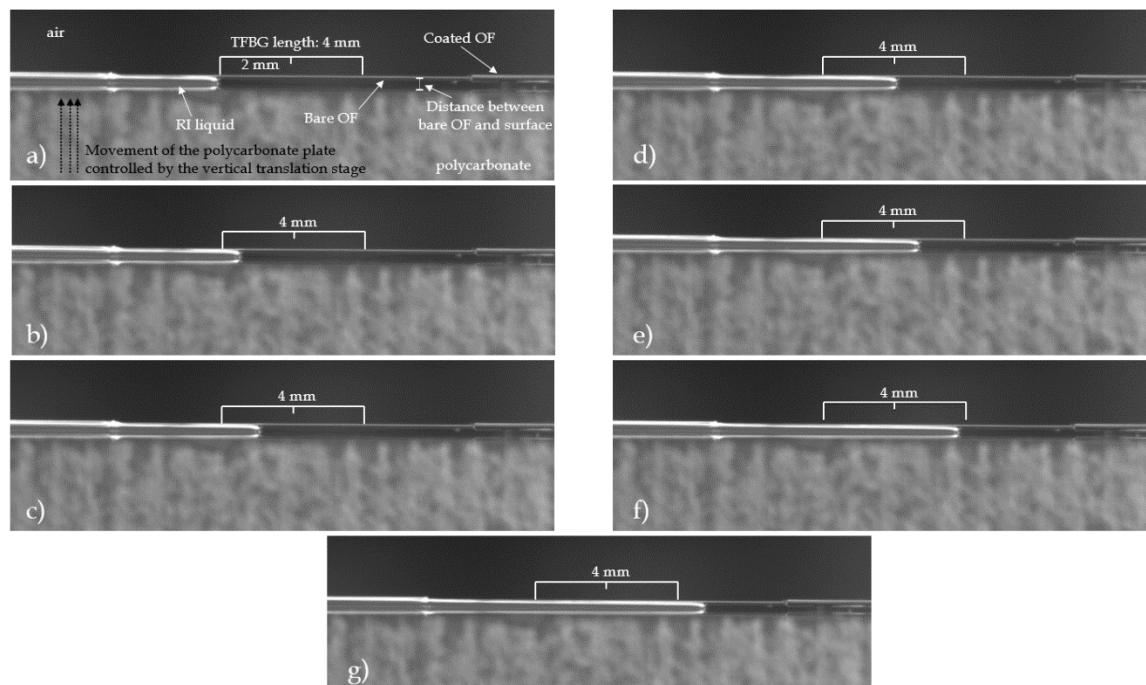 air
TFBG length: 4 mm
2 mm
Coated OF
RI liquid
Bare OF
Distance between
bare OF and surface
Movement of the polycarbonate plate
controlled by the vertical translation stage
polycarbonate
a)
4 mm
b)
4 mm
c)
4 mm
d)
4 mm
e)
4 mm
f)
4 mm
g)